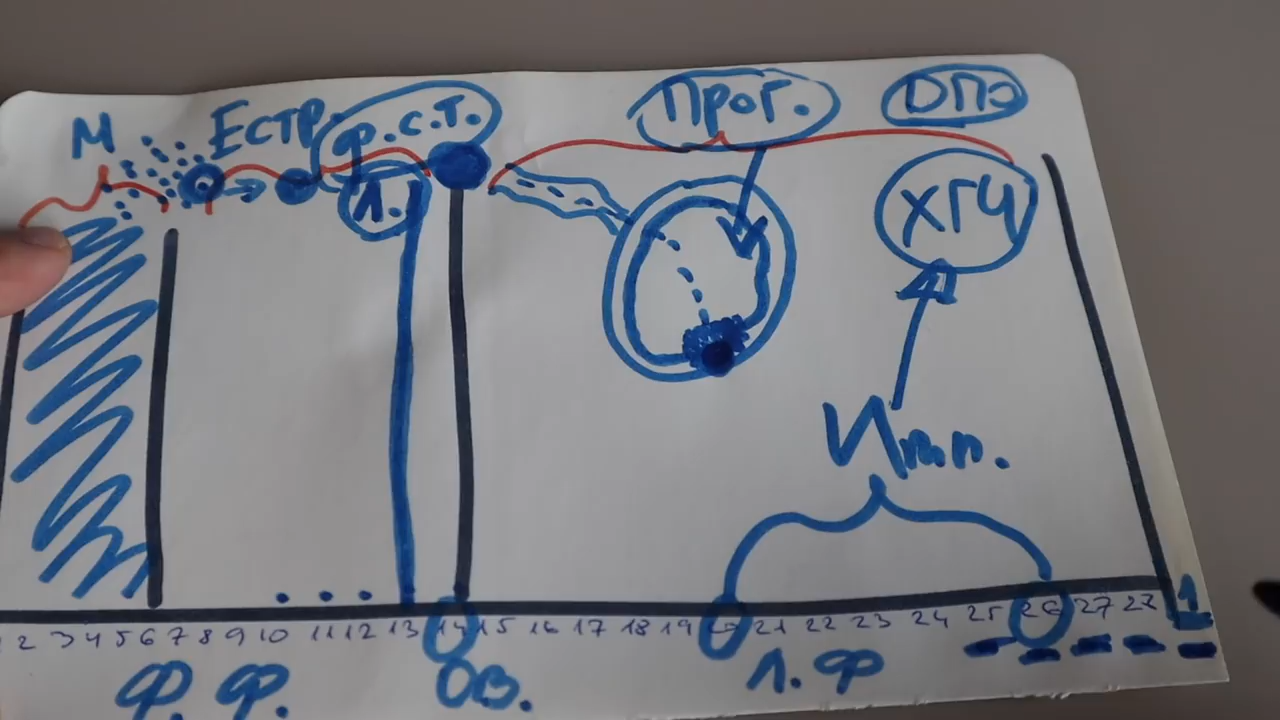 М Естр. ф.с.т. Прог. ДПЭ
Л. ХГЧ
Имп.
2 3 4 5 6 7 8 9 10 11 12 13 14 15 16 17 18 19 21 22 23 24 25 26 27 28 1
Ф. Ф. Ов. Л. Ф